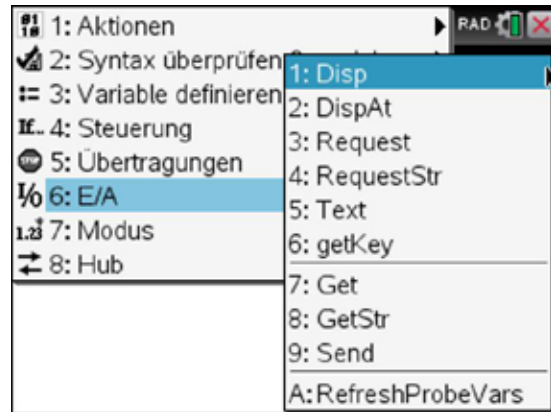 1: Aktionen
2: Syntax überprüfen
3: Variable definieren
4: Steuerung
5: Übertragungen
6: E/A
7: Modus
8: Hub
RAD
1: Disp
2: DispAt
3: Request
4: RequestStr
5: Text
6: getKey
7: Get
8: GetStr
9: Send
A: RefreshProbeVars